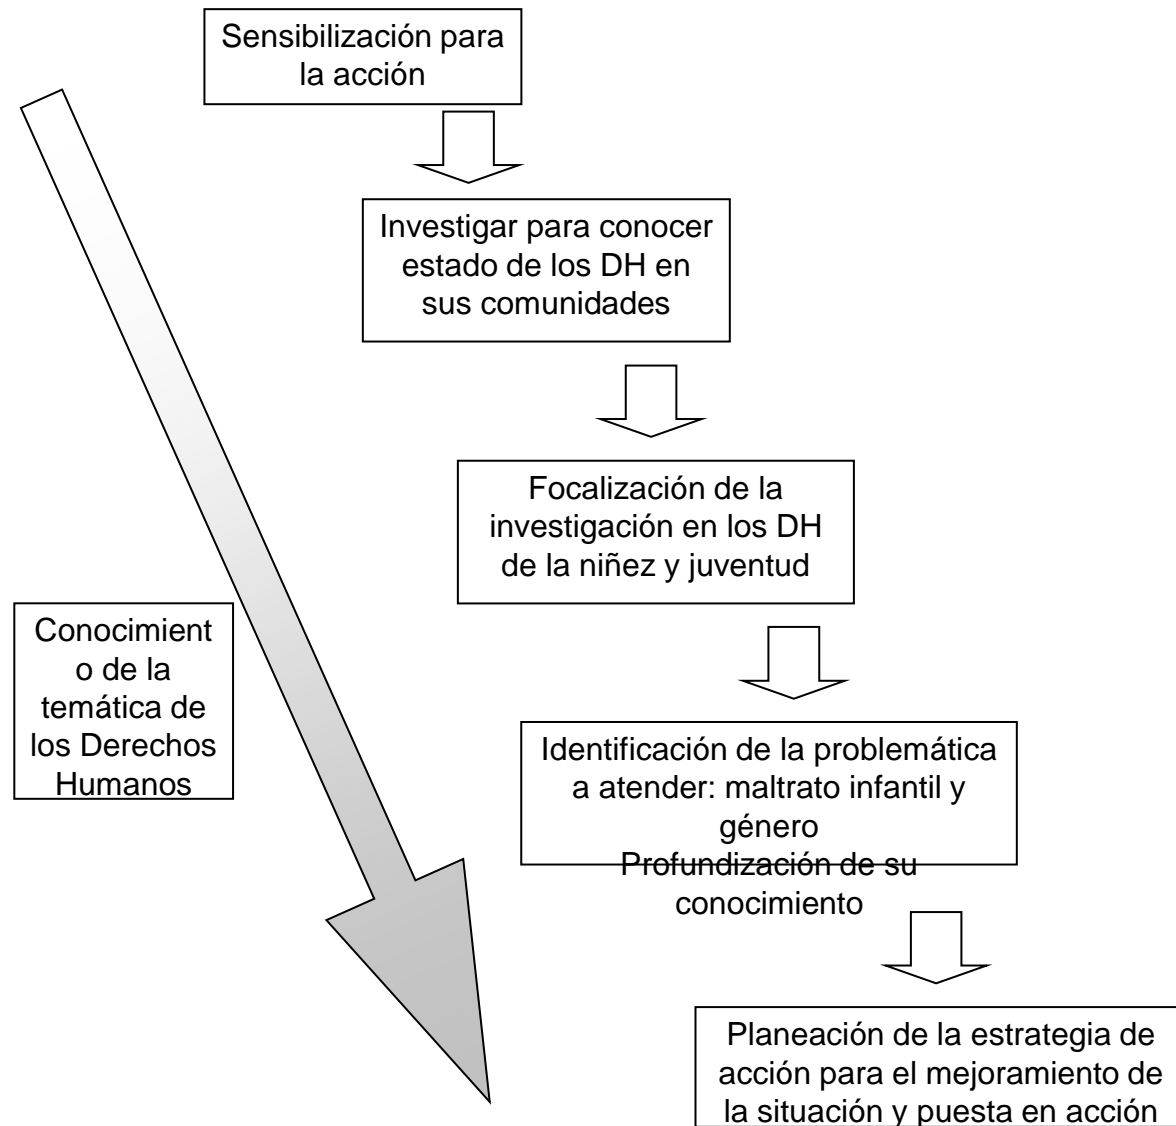 Sensibilización para
la acción
Investigar para conocer
estado de los DH en
sus comunidades
Focalización de la
investigación en los DH
de la niñez y juventud
Conocimient
o de la
temática de
los Derechos
Humanos
Identificación de la problemática
a atender: maltrato infantil y
género
Profundización de su
conocimiento
Planeación de la estrategia de
acción para el mejoramiento de
la situación y puesta en acción